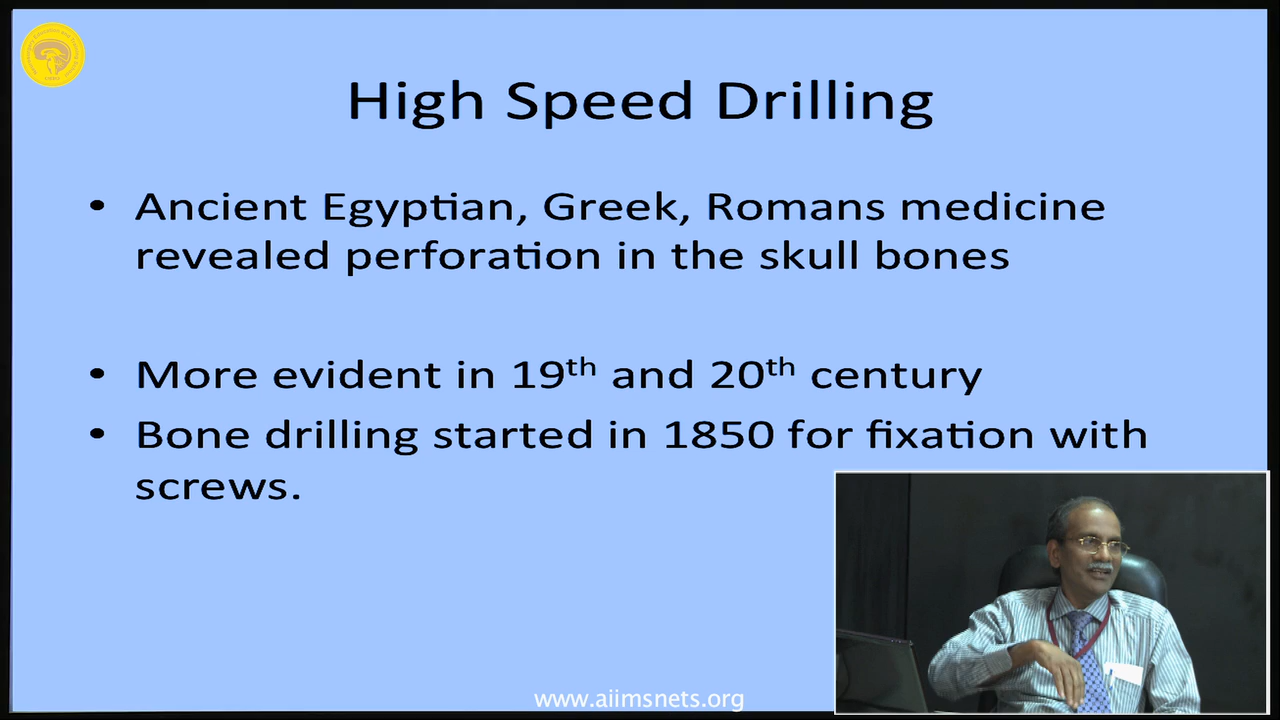 High Speed Drilling
• Ancient Egyptian, Greek, Romans medicine
revealed perforation in the skull bones
• More evident in 19th and 20th century
• Bone drilling started in 1850 for fixation with
screws.
www.aiimsnets.org